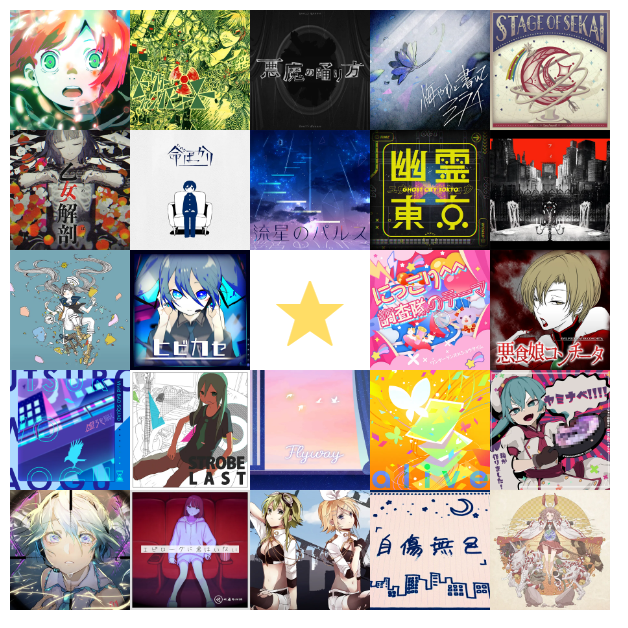 悪魔の踊り方
悔やむと書いてミライ
STAGE OF SEKAI
乙女解剖
命ばっかり
流星のパルス
幽霊東京
GHOST CITY TOKYO
ヒビカセ
にっこり^^調査隊のテーマ
悪食娘コンチータ
STROBE
LAST
Flyway
alive
ヤミナベ!!!!
エピローグに君はいない
自傷無色